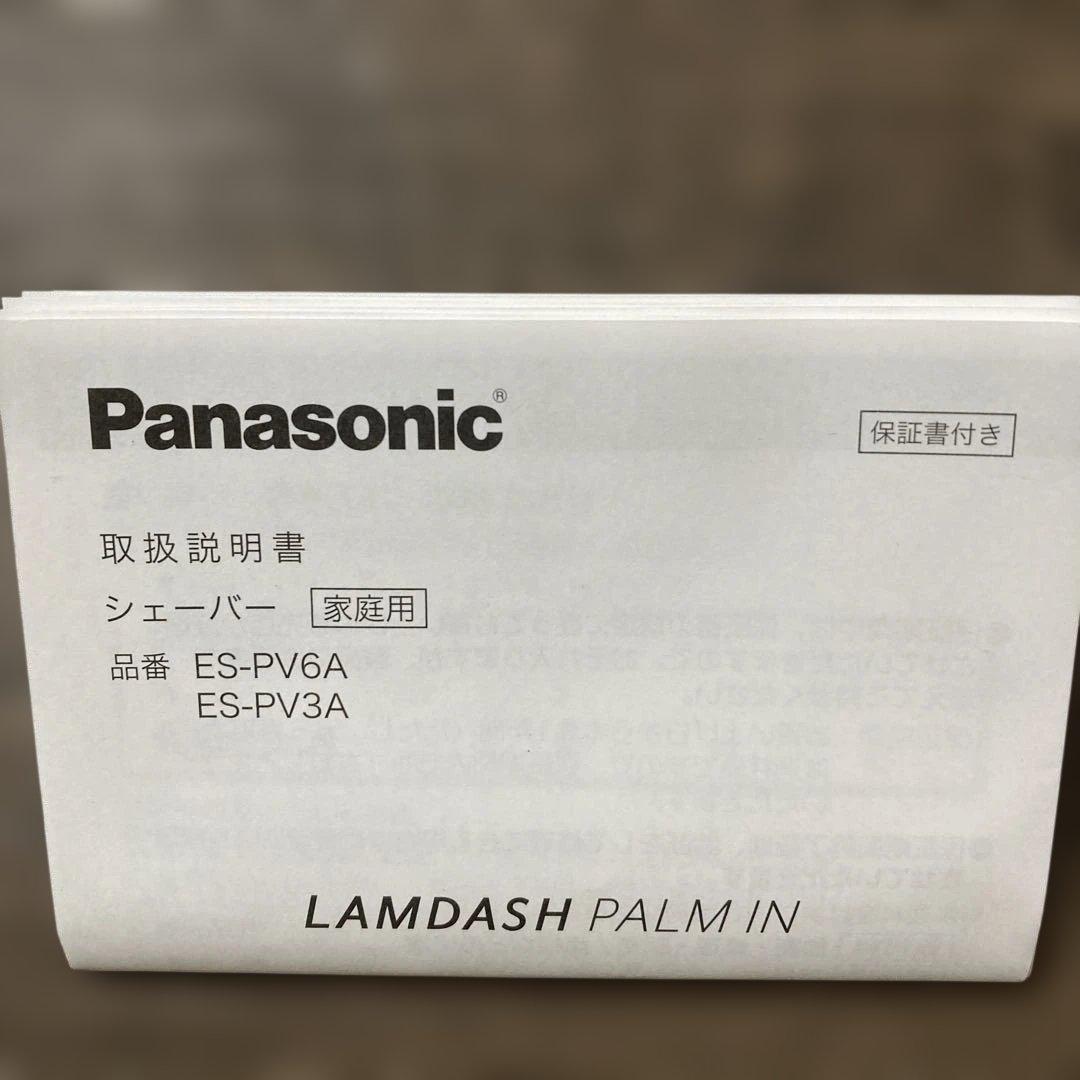 Panasonic®
保証書付き
取扱説明書
シェーバー 家庭用
品番 ES-PV6A
ES-PV3A
LAMDASH PALM IN